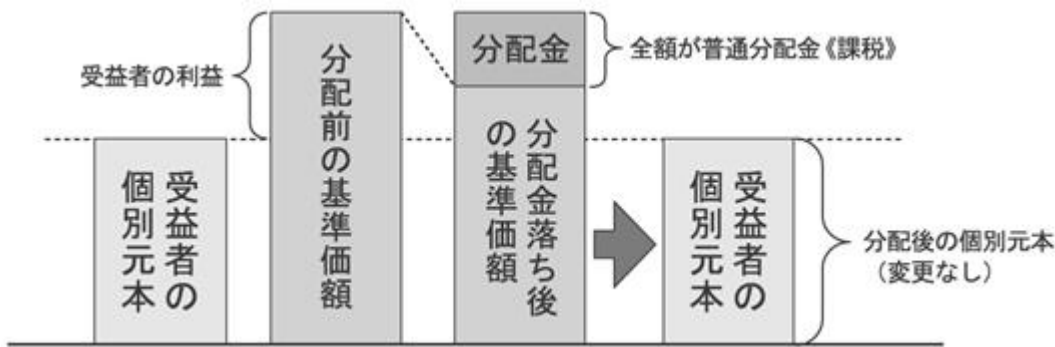 受益者の利益
受益者の
個別元本
分配前の基準価額
分配金
全額が普通分配金《課税》
分配金落ち後
の基準価額
受益者の
個別元本
分配後の個別元本
（変更なし）